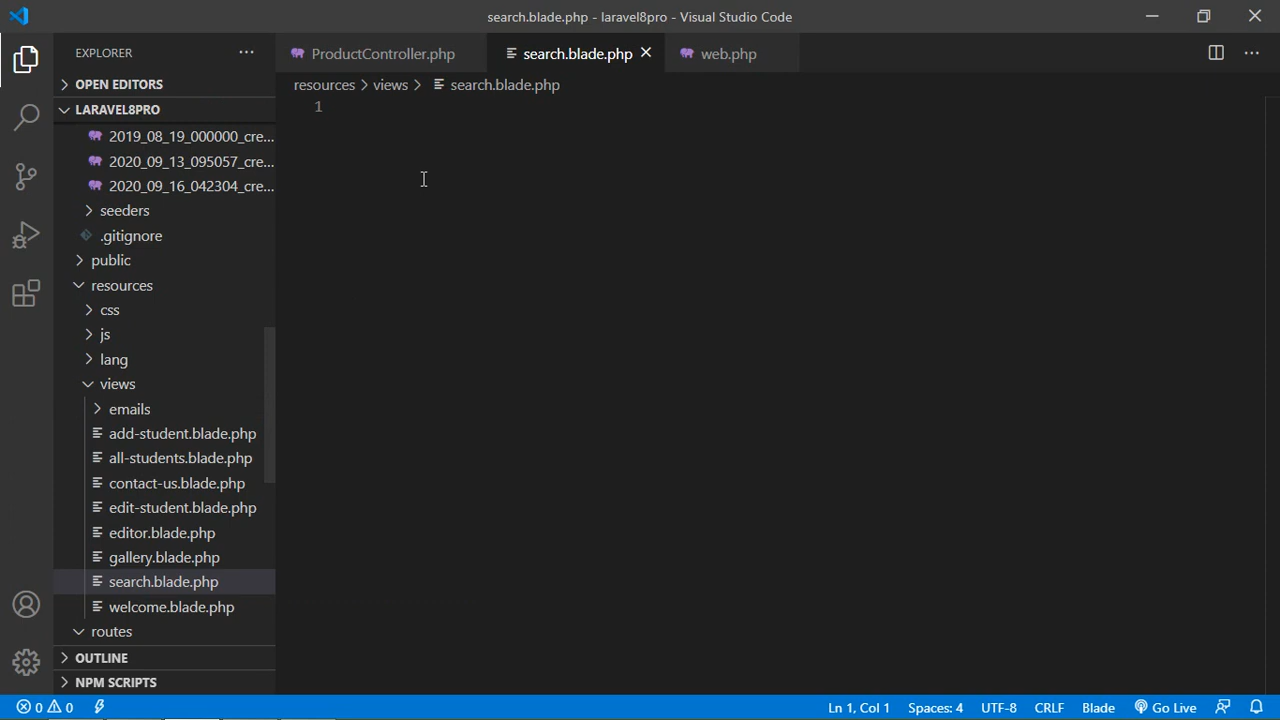 search.blade.php - laravel8pro - Visual Studio Code
EXPLORER
ProductController.php
search.blade.php
web.php
OPEN EDITORS
resources > views > search.blade.php
LARAVEL8PRO
1
2019_08_19_000000_cre...
2020_09_13_095057_cre...
2020_09_16_042304_cre...
seeders
.gitignore
public
resources
css
js
lang
views
emails
add-student.blade.php
all-students.blade.php
contact-us.blade.php
edit-student.blade.php
editor.blade.php
gallery.blade.php
search.blade.php
welcome.blade.php
routes
OUTLINE
NPM SCRIPTS
0 0 Ln 1, Col 1 Spaces: 4 UTF-8 CRLF Blade Go Live